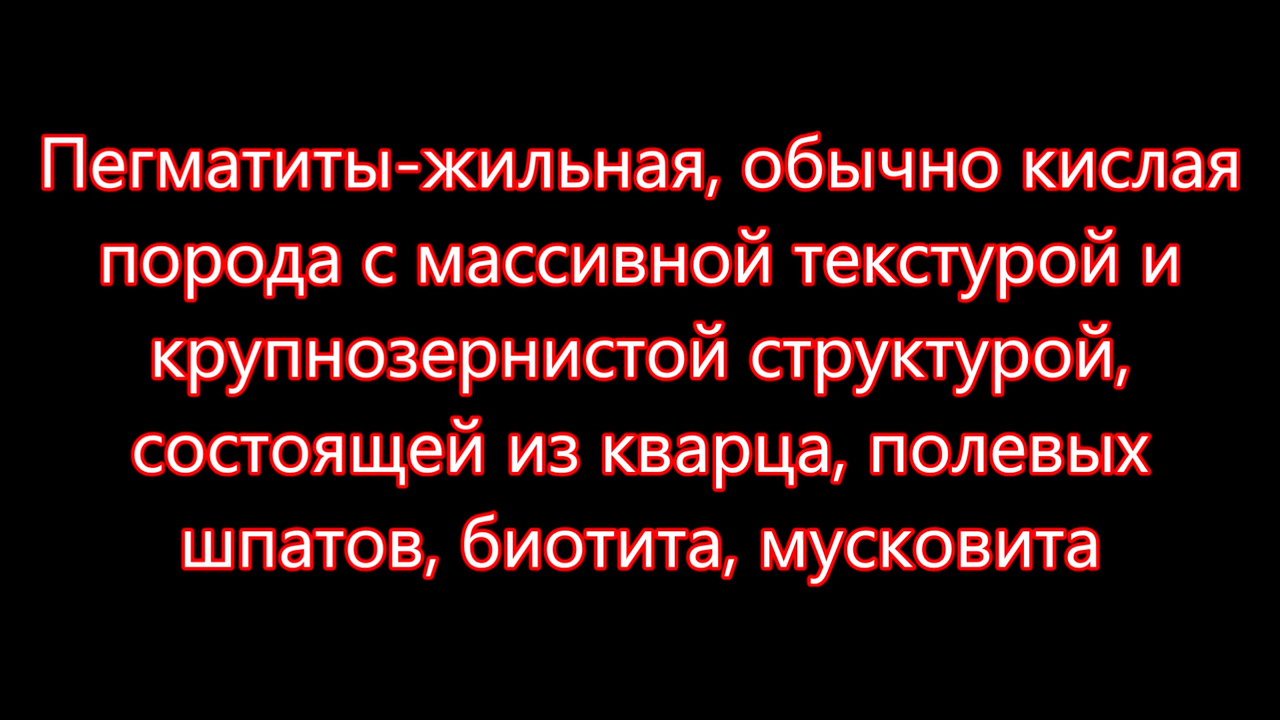 Пегматиты-жильная, обычно кислая
порода с массивной текстурой и
крупнозернистой структурой,
состоящей из кварца, полевых
шпатов, биотита, мусковита